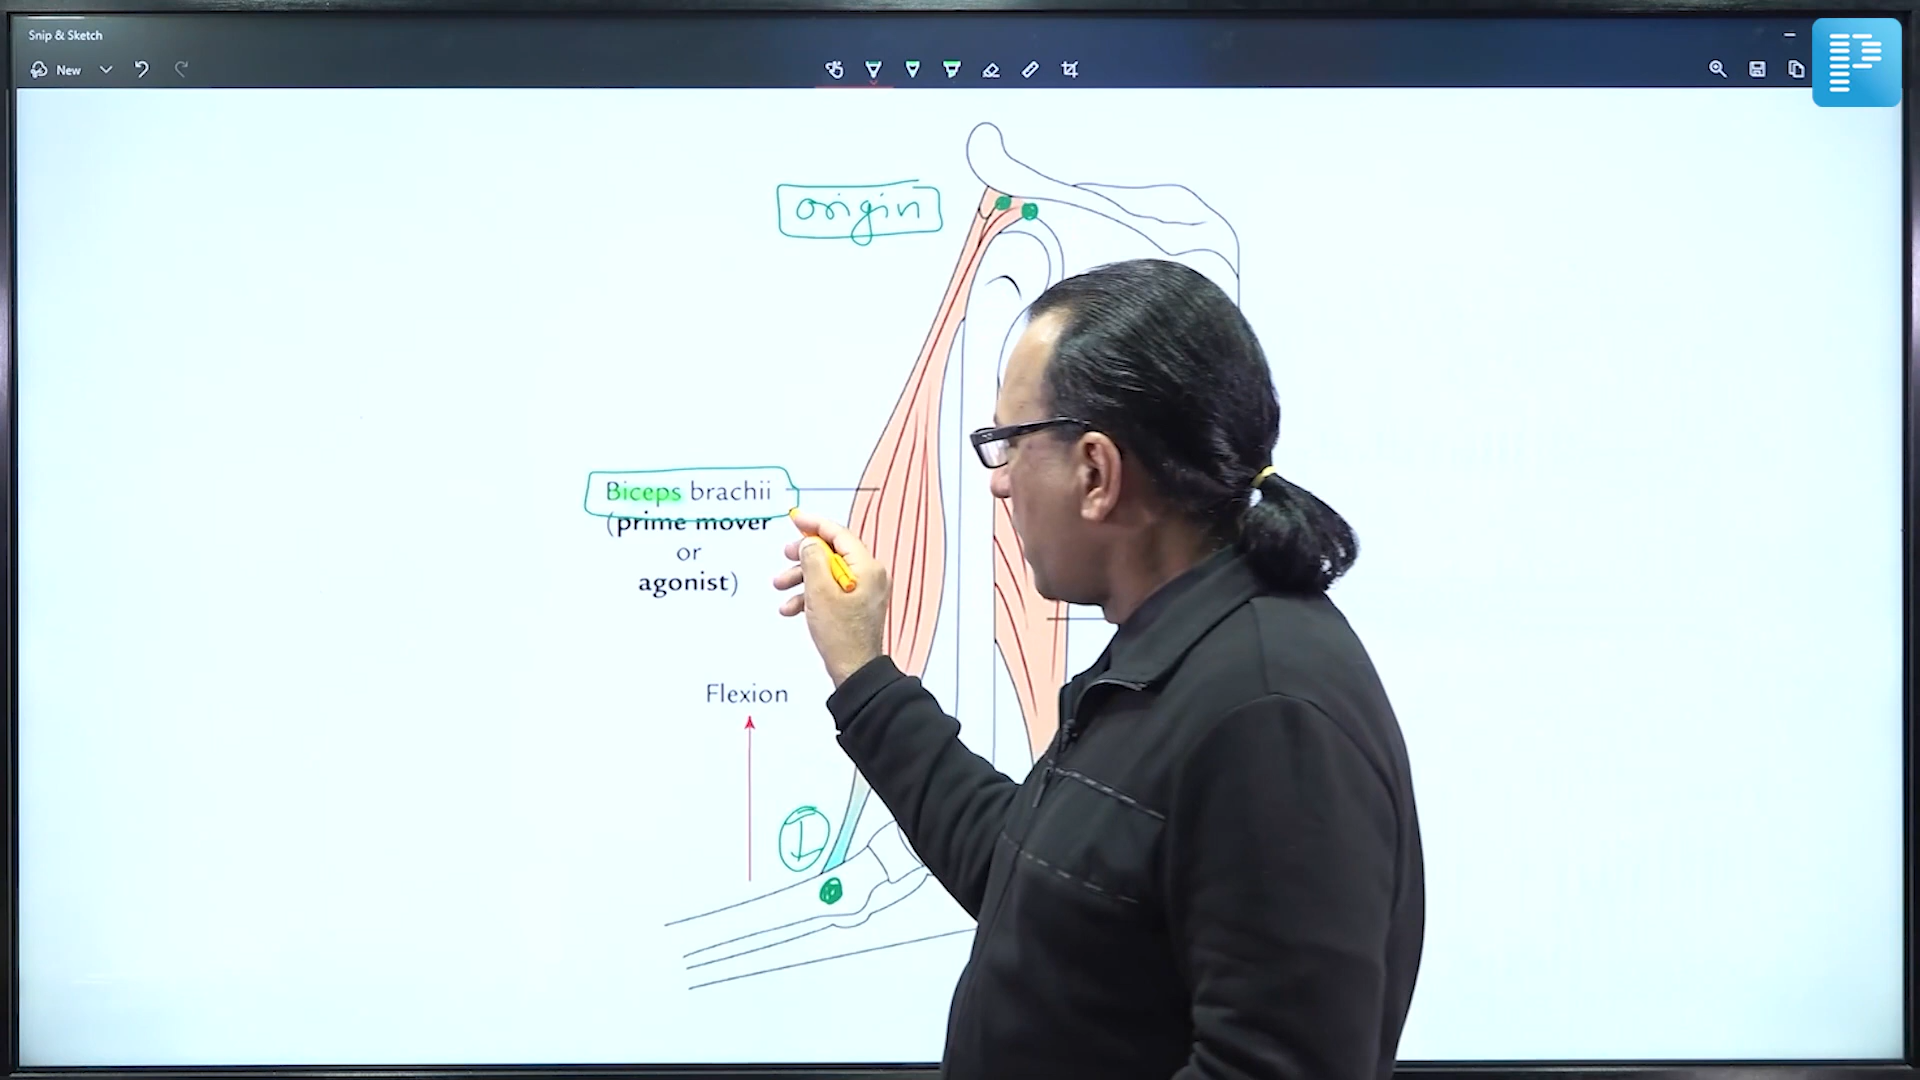 Snip & Sketch
New
origin
Biceps brachii
(prime mover
or
agonist)
Flexion
I
P